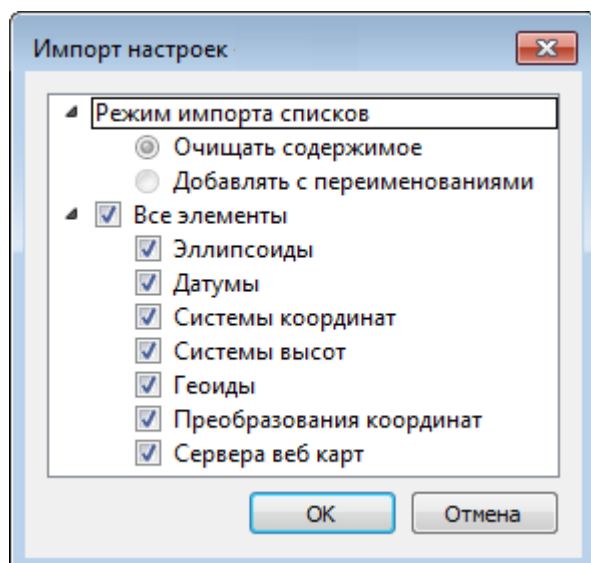 Импорт настроек
Режим импорта списков
Очищать содержимое
Добавлять с переименованиями
Все элементы
Эллипсоиды
Датумы
Системы координат
Системы высот
Геоиды
Преобразования координат
Сервера веб карт
OK
Отмена